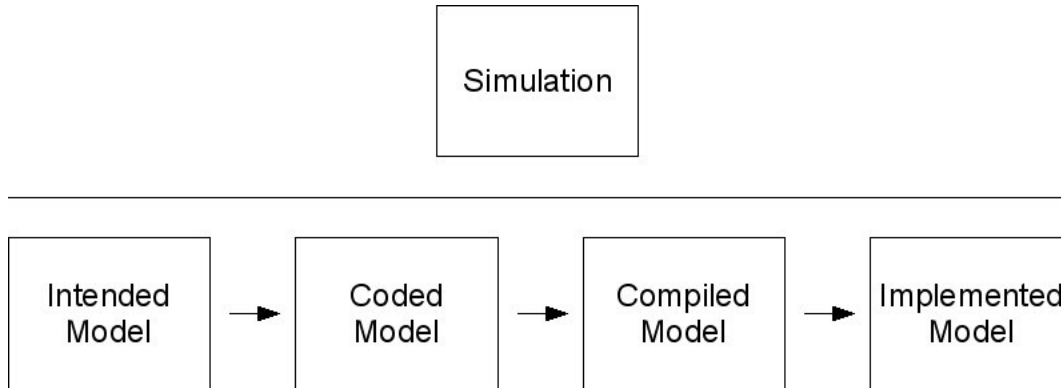 Simulation
Intended
Model
Coded
Model
Compiled
Model
Implemented
Model